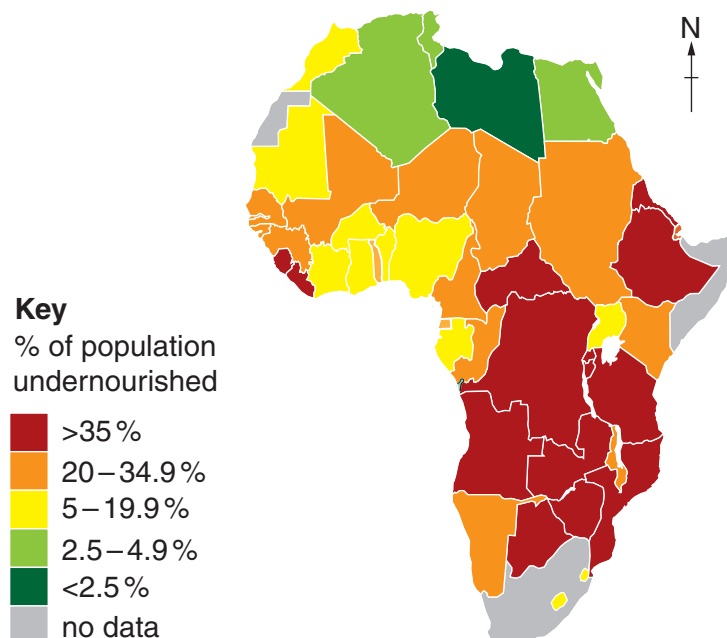 N
Key
% of population
undernourished
>35 %
20–34.9 %
5–19.9 %
2.5–4.9 %
<2.5 %
no data